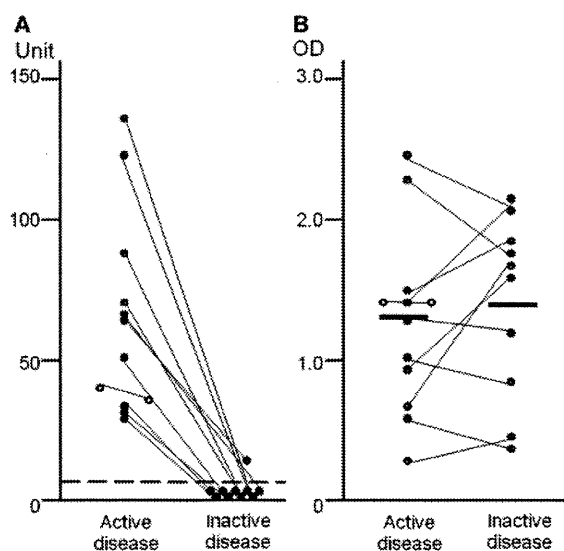 A
Unit
150
100
50
0
Active
disease
Inactive
disease
B
OD
3.0
2.0
1.0
0
Active
disease
Inactive
disease